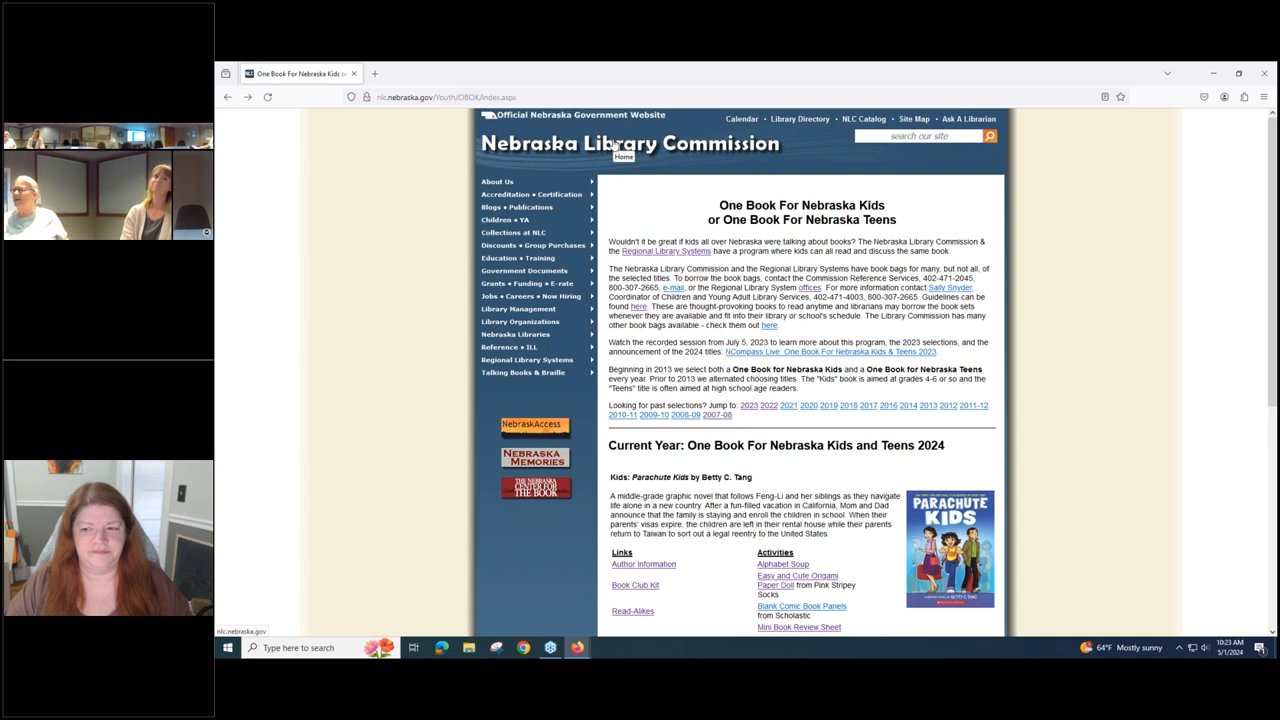 One Book For Nebraska Kids o
nlc.nebraska.gov/Youth/OBOK/index.aspx
Official Nebraska Government Website
Calendar • Library Directory • NLC Catalog • Site Map • Ask A Librarian
Nebraska Library Commission
search our site
Home
About Us
Accreditation • Certification
Blogs • Publications
Children • YA
Collections at NLC
Discounts • Group Purchases
Education • Training
Government Documents
Grants • Funding • E-rate
Jobs • Careers • Now Hiring
Library Management
Library Organizations
Nebraska Libraries
Reference • ILL
Regional Library Systems
Talking Books & Braille
NebraskAccess
NEBRASKA
MEMORIES
THE NEBRASKA
CENTER FOR
THE BOOK
One Book For Nebraska Kids
or One Book For Nebraska Teens
Wouldn't it be great if kids all over Nebraska were talking about books? The Nebraska Library Commission &
the Regional Library Systems have a program where kids can all read and discuss the same book.
The Nebraska Library Commission and the Regional Library Systems have book bags for many, but not all, of
the selected titles. To borrow the book bags, contact the Commission Reference Services, 402-471-2045,
800-307-2665, e-mail, or the Regional Library System offices. For more information contact Sally Snyder,
Coordinator of Children and Young Adult Library Services, 402-471-4003, 800-307-2665. Guidelines can be
found here. These are thought-provoking books to read anytime and librarians may borrow the book sets
whenever they are available and fit into their library or school's schedule. The Library Commission has many
other book bags available - check them out here.
Watch the recorded session from July 5, 2023 to learn more about this program, the 2023 selections, and the
announcement of the 2024 titles: NCompass Live: One Book For Nebraska Kids & Teens 2023.
Beginning in 2013 we select both a One Book for Nebraska Kids and a One Book for Nebraska Teens
every year. Prior to 2013 we alternated choosing titles. The "Kids" book is aimed at grades 4-6 or so and the
"Teens" title is often aimed at high school age readers.
Looking for past selections? Jump to: 2023 2022 2021 2020 2019 2018 2017 2016 2014 2013 2012 2011-12
2010-11 2009-10 2008-09 2007-08
Current Year: One Book For Nebraska Kids and Teens 2024
Kids: Parachute Kids by Betty C. Tang
A middle-grade graphic novel that follows Feng-Li and her siblings as they navigate
life alone in a new country. After a fun-filled vacation in California, Mom and Dad
announce that the family is staying and enroll the children in school. When their
parents' visas expire, the children are left in their rental house while their parents
return to Taiwan to sort out a legal reentry to the United States.
PARACHUTE
KIDS
BETTY C. TANG
Links
Author Information
Book Club Kit
Read-Alikes
Activities
Alphabet Soup
Easy and Cute Origami
Paper Doll from Pink Stripey
Socks
Blank Comic Book Panels
from Scholastic
Mini Book Review Sheet
nlc.nebraska.gov
Type here to search
64°F Mostly sunny
10:23 AM
5/1/2024